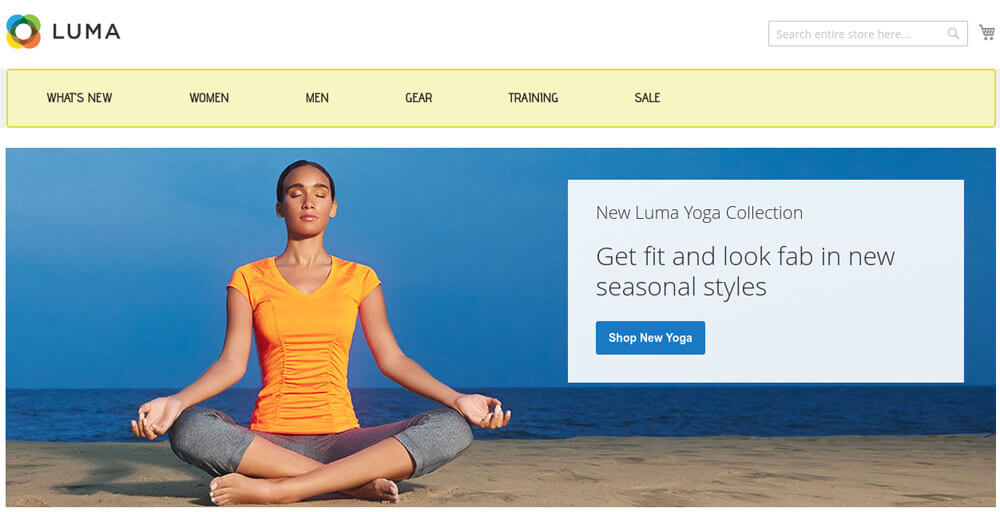 LUMA
Search entire store here...
WHAT'S NEW WOMEN MEN GEAR TRAINING SALE
New Luma Yoga Collection
Get fit and look fab in new
seasonal styles
Shop New Yoga